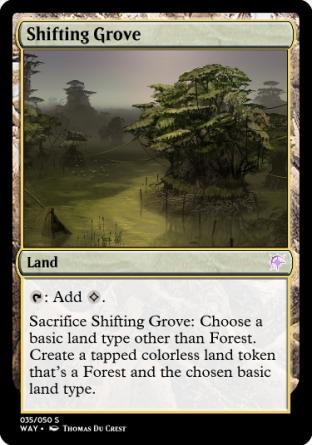 Shifting Grove
Land
: Add .
Sacrifice Shifting Grove: Choose a
basic land type other than Forest.
Create a tapped colorless land token
that's a Forest and the chosen basic
land type.
035/050 S
WAY • Thomas Du Crest